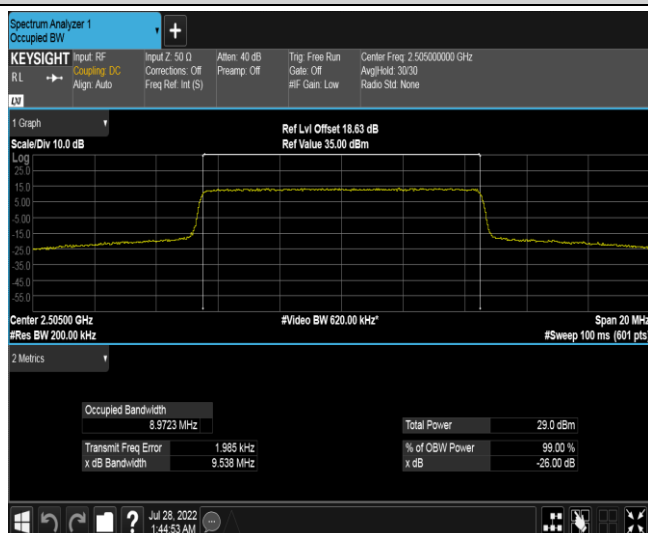 Spectrum Analyzer 1
Occupied BW
+
KEYSIGHT
RL
LXI
Input: RF
Coupling: DC
Align: Auto
Input Z: 50 Ω
Corrections: Off
Freq Ref: Int (S)
Atten: 40 dB
Preamp: Off
Trig: Free Run
Gate: Off
#IF Gain: Low
Center Freq: 2.505000000 GHz
Avg|Hold: 30/30
Radio Std: None
1 Graph
Scale/Div 10.0 dB
Ref Lvl Offset 18.63 dB
Ref Value 35.00 dBm
Log
25.0
15.0
5.00
-5.00
-15.0
-25.0
-35.0
-45.0
-55.0
Center 2.50500 GHz
#Video BW 620.00 kHz*
Span 20 MHz
#Res BW 200.00 kHz
#Sweep 100 ms (601 pts)
2 Metrics
Occupied Bandwidth
8.9723 MHz
Transmit Freq Error 1.985 kHz
x dB Bandwidth 9.538 MHz
Total Power 29.0 dBm
% of OBW Power 99.00 %
x dB -26.00 dB
?
Jul 28, 2022
1:44:53 AM